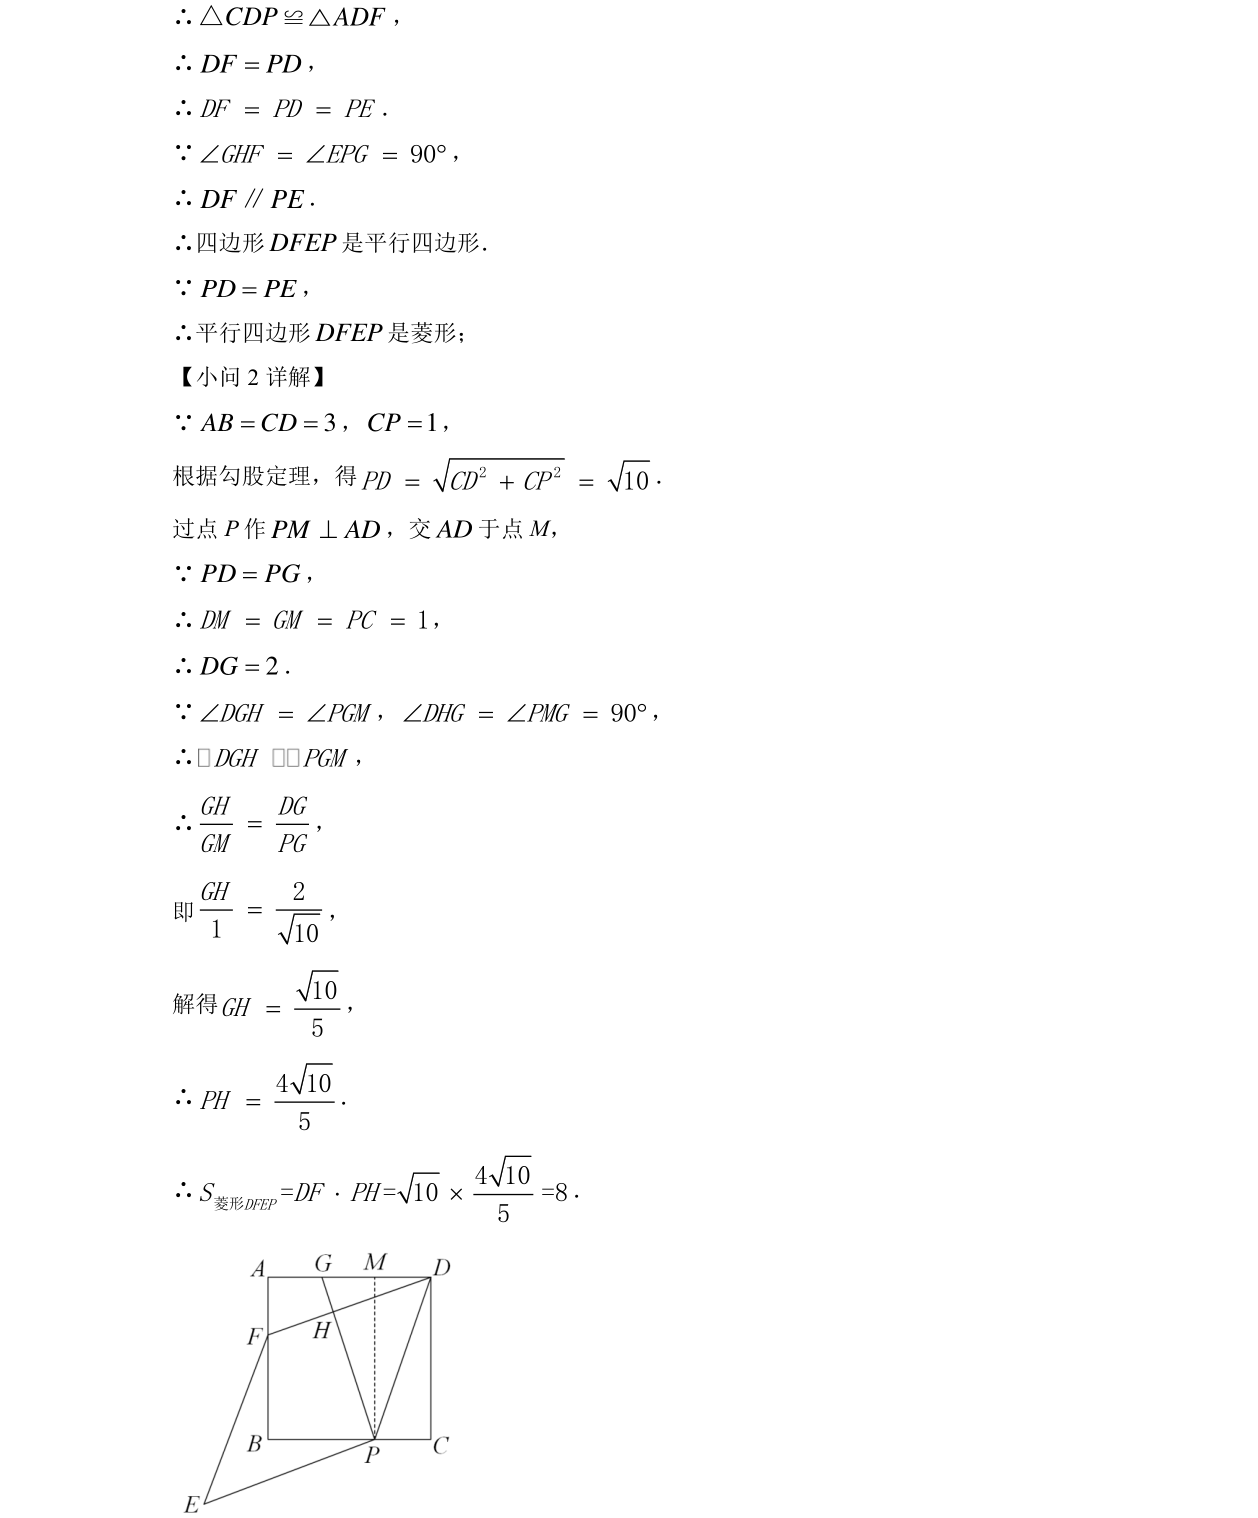 ∴△CDP≌△ADF，
∴DF=PD，
∴DF = PD = PE．
∵∠GHF = ∠EPG = 90°，
∴DF∥PE．
∴四边形DFEP是平行四边形．
∵PD=PE，
∴平行四边形DFEP是菱形；
【小问2详解】
∵AB=CD=3，CP=1，
根据勾股定理，得PD = √(CD²+CP²) = √10．
过点P作PM⊥AD，交AD于点M，
∵PD=PG，
∴DM = GM = PC = 1，
∴DG=2．
∵∠DGH = ∠PGM，∠DHG = ∠PMG = 90°，
∴□DGH □□PGM，
∴GH/GM = DG/PG，
即GH/1 = 2/√10，
解得GH = √10/5，
∴PH = 4√10/5．
∴S菱形DFEP=DF·PH=√10×4√10/5=8．
A G M D
F H
B P C
E